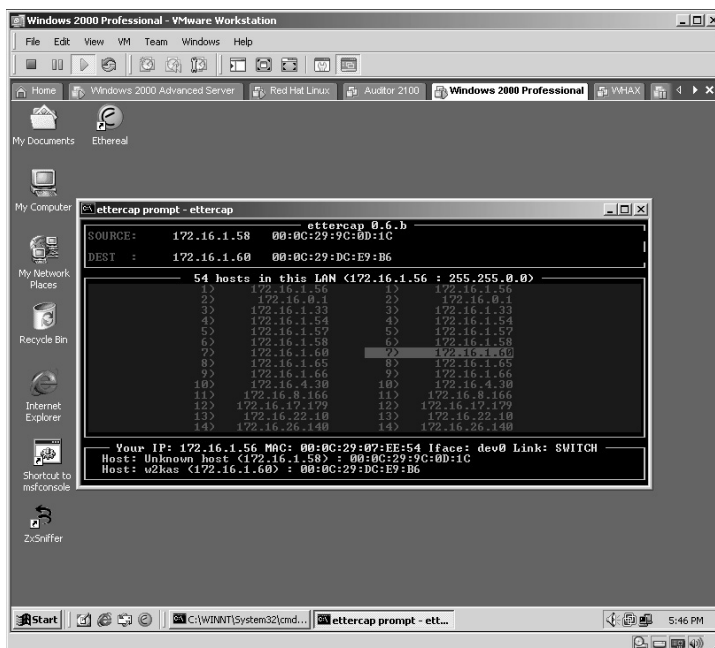 Windows 2000 Professional - VMware Workstation
File Edit View VM Team Windows Help
Home Windows 2000 Advanced Server Red Hat Linux Auditor 2100 Windows 2000 Professional WHAX
My Documents Ethereal
My Computer
ettercap prompt - ettercap
ettercap 0.6.b
SOURCE: 172.16.1.58 00:0C:29:9C:0D:1C
DEST : 172.16.1.60 00:0C:29:DC:E9:B6
54 hosts in this LAN (172.16.1.56 : 255.255.0.0)
1) 172.16.1.56 1) 172.16.1.56
2) 172.16.0.1 2) 172.16.0.1
3) 172.16.1.33 3) 172.16.1.33
4) 172.16.1.54 4) 172.16.1.54
5) 172.16.1.57 5) 172.16.1.57
6) 172.16.1.58 6) 172.16.1.58
7) 172.16.1.60 7) 172.16.1.60
8) 172.16.1.65 8) 172.16.1.65
9) 172.16.1.66 9) 172.16.1.66
10) 172.16.4.30 10) 172.16.4.30
11) 172.16.8.166 11) 172.16.8.166
12) 172.16.17.179 12) 172.16.17.179
13) 172.16.22.10 13) 172.16.22.10
14) 172.16.26.140 14) 172.16.26.140
Your IP: 172.16.1.56 MAC: 00:0C:29:07:EE:54 Iface: dev0 Link: SWITCH
Host: Unknown host (172.16.1.58) : 00:0C:29:9C:0D:1C
Host: w2kas (172.16.1.60) : 00:0C:29:DC:E9:B6
My Network
Places
Recycle Bin
Internet
Explorer
Shortcut to
msfconsole
ZxSniffer
Start C:\WINNT\System32\cmd... ettercap prompt - ett... 5:46 PM